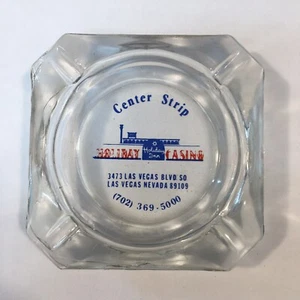 Center Strip
HOLIDAY Holiday Inn CASINO
3473 LAS VEGAS BLVD SO
LAS VEGAS NEVADA 89109
(702) 369-5000